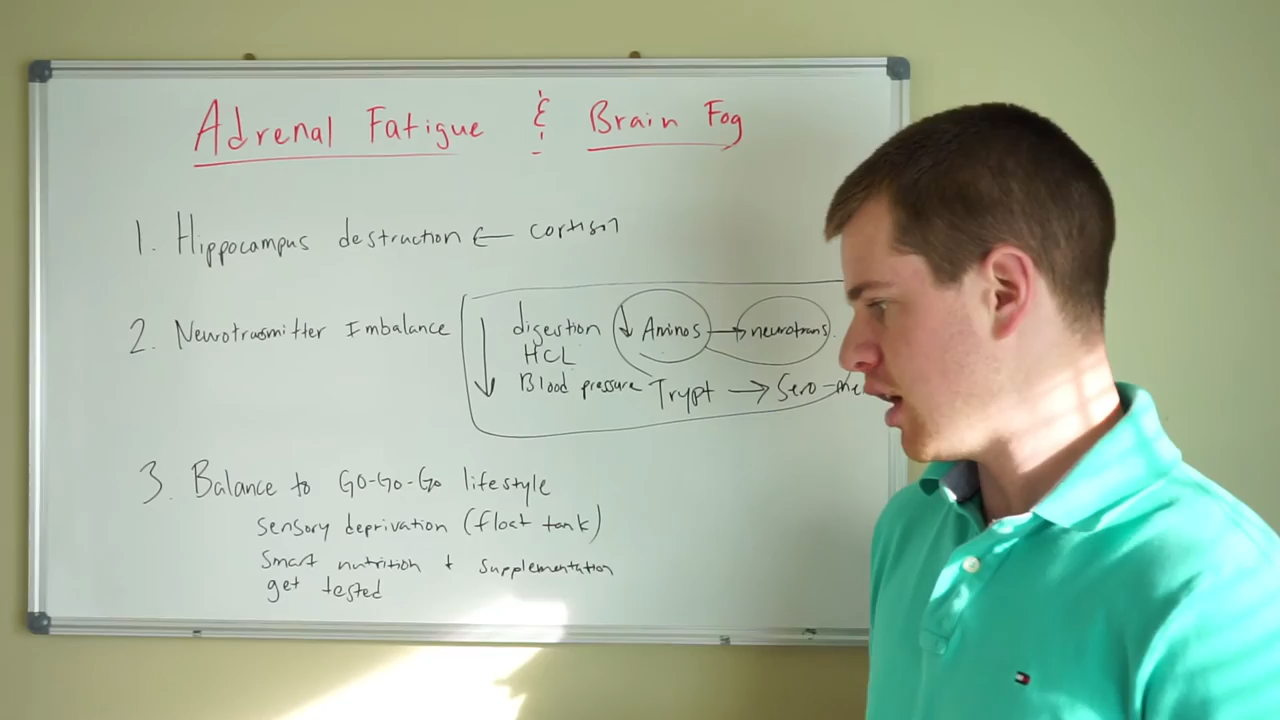 Adrenal Fatigue & Brain Fog
1. Hippocampus destruction ← cortisol
2. Neurotrasmitter Imbalance
↓ digestion ↓ Aminos → neurotrans.
HCL
Blood pressure Trypt → Sero-me
3. Balance to GO-GO-Go lifestyle
sensory deprivation (float tank)
Smart nutrition + supplementation
get tested